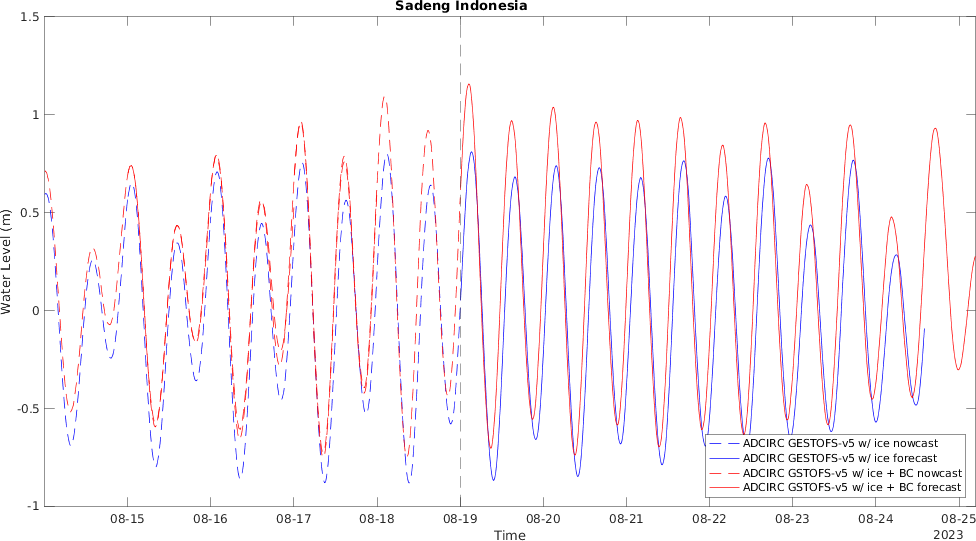 Sadeng Indonesia
1.5
1
0.5
0
-0.5
-1
Water Level (m)
ADCIRC GESTOFS-v5 w/ ice nowcast
ADCIRC GESTOFS-v5 w/ ice forecast
ADCIRC GSTOFS-v5 w/ ice + BC nowcast
ADCIRC GSTOFS-v5 w/ ice + BC forecast
08-15 08-16 08-17 08-18 08-19 08-20 08-21 08-22 08-23 08-24 08-25
Time
2023